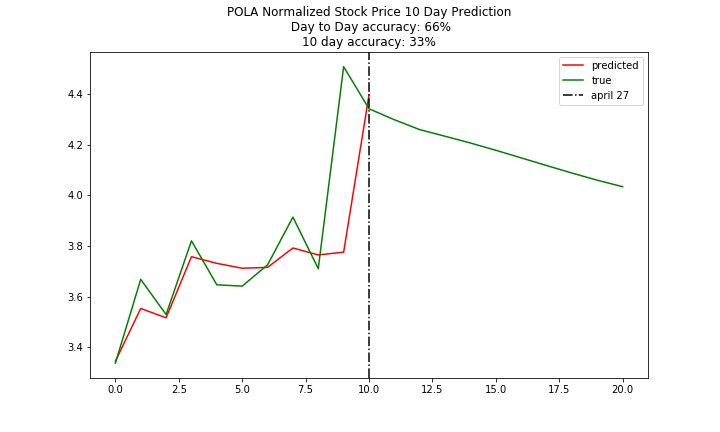 POLA Normalized Stock Price 10 Day Prediction
Day to Day accuracy: 66%
10 day accuracy: 33%
predicted
true
april 27
4.4
4.2
4.0
3.8
3.6
3.4
0.0 2.5 5.0 7.5 10.0 12.5 15.0 17.5 20.0